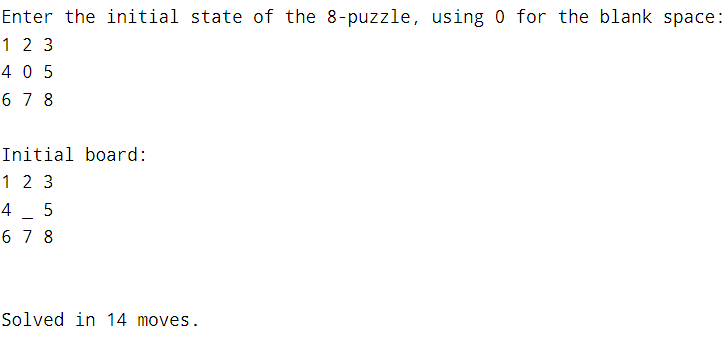 Enter the initial state of the 8-puzzle, using 0 for the blank space:
1 2 3
4 0 5
6 7 8
Initial board:
1 2 3
4 _ 5
6 7 8
Solved in 14 moves.